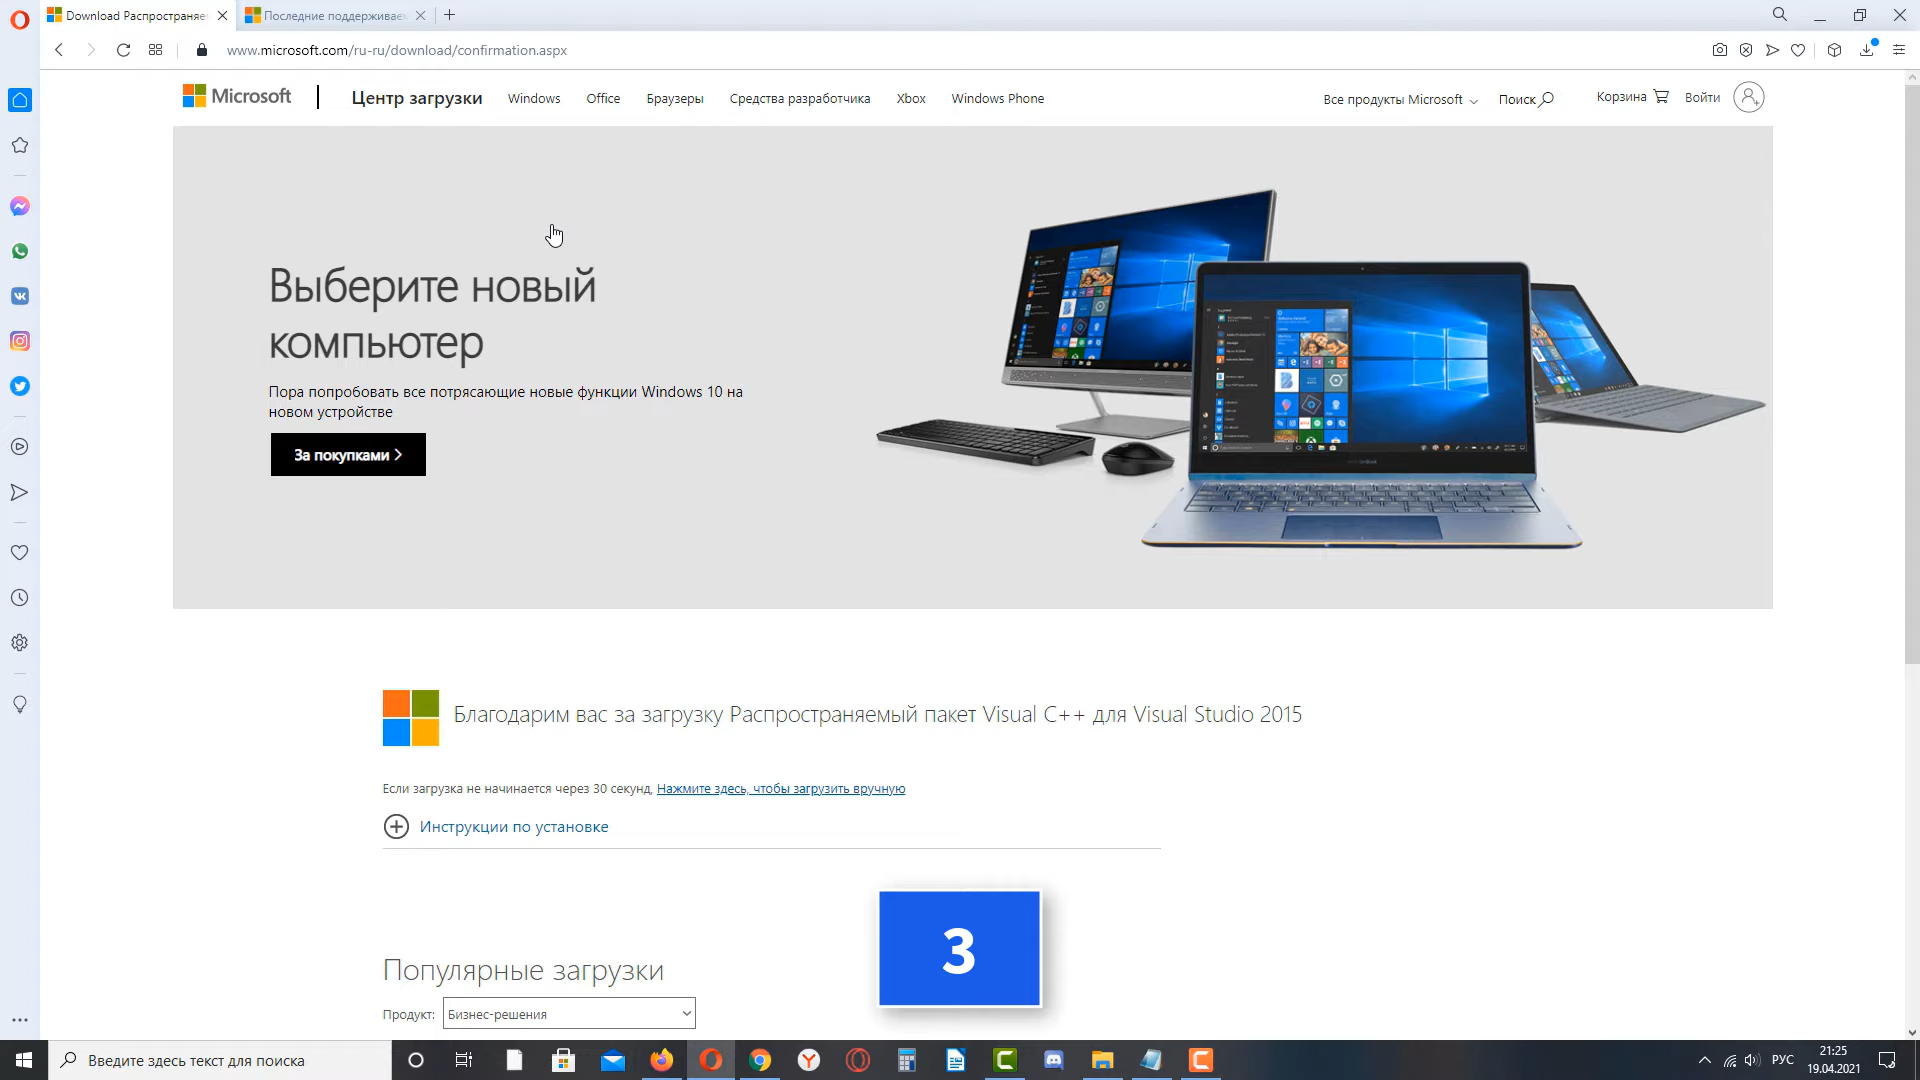 Download Распространяе
Последние поддерживаем
www.microsoft.com/ru-ru/download/confirmation.aspx
Microsoft
Центр загрузки
Windows
Office
Браузеры
Средства разработчика
Xbox
Windows Phone
Все продукты Microsoft
Поиск
Корзина
Войти
Выберите новый
компьютер
Пора попробовать все потрясающие новые функции Windows 10 на
новом устройстве
За покупками
Благодарим вас за загрузку Распространяемый пакет Visual C++ для Visual Studio 2015
Если загрузка не начинается через 30 секунд, Нажмите здесь, чтобы загрузить вручную
Инструкции по установке
3
Популярные загрузки
Продукт:
Бизнес-решения
Введите здесь текст для поиска
РУС
21:25
19.04.2021